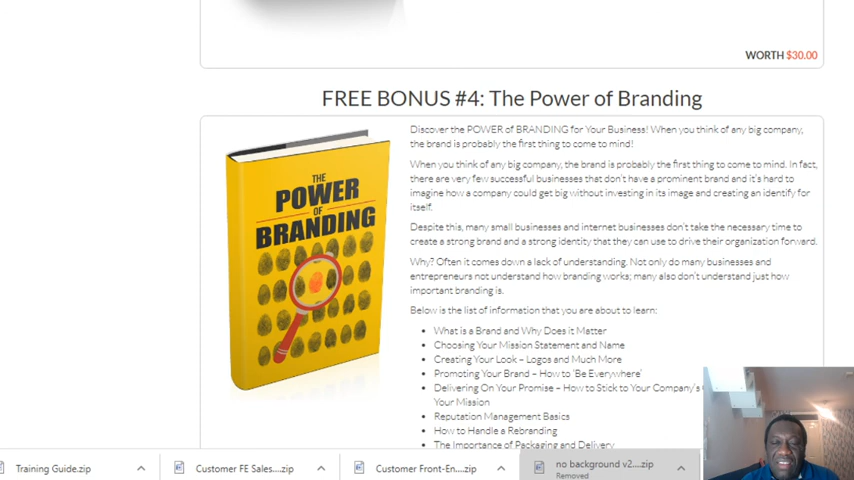 WORTH $30.00
FREE BONUS #4: The Power of Branding
THE
POWER
OF
BRANDING
Discover the POWER of BRANDING for Your Business! When you think of any big company,
the brand is probably the first thing to come to mind!
When you think of any big company, the brand is probably the first thing to come to mind. In fact,
there are very few successful businesses that don't have a prominent brand and it's hard to
imagine how a company could get big without investing in its image and creating an identify for
itself.
Despite this, many small businesses and internet businesses don't take the necessary time to
create a strong brand and a strong identity that they can use to drive their organization forward.
Why? Often it comes down a lack of understanding. Not only do many businesses and
entrepreneurs not understand how branding works; many also don't understand just how
important branding is.
Below is the list of information that you are about to learn:
What is a Brand and Why Does it Matter
Choosing Your Mission Statement and Name
Creating Your Look – Logos and Much More
Promoting Your Brand – How to 'Be Everywhere'
Delivering On Your Promise – How to Stick to Your Company's
Your Mission
Reputation Management Basics
How to Handle a Rebranding
The Importance of Packaging and Delivery
Training Guide.zip
Customer FE Sales....zip
Customer Front-En....zip
no background v2....zip
Removed